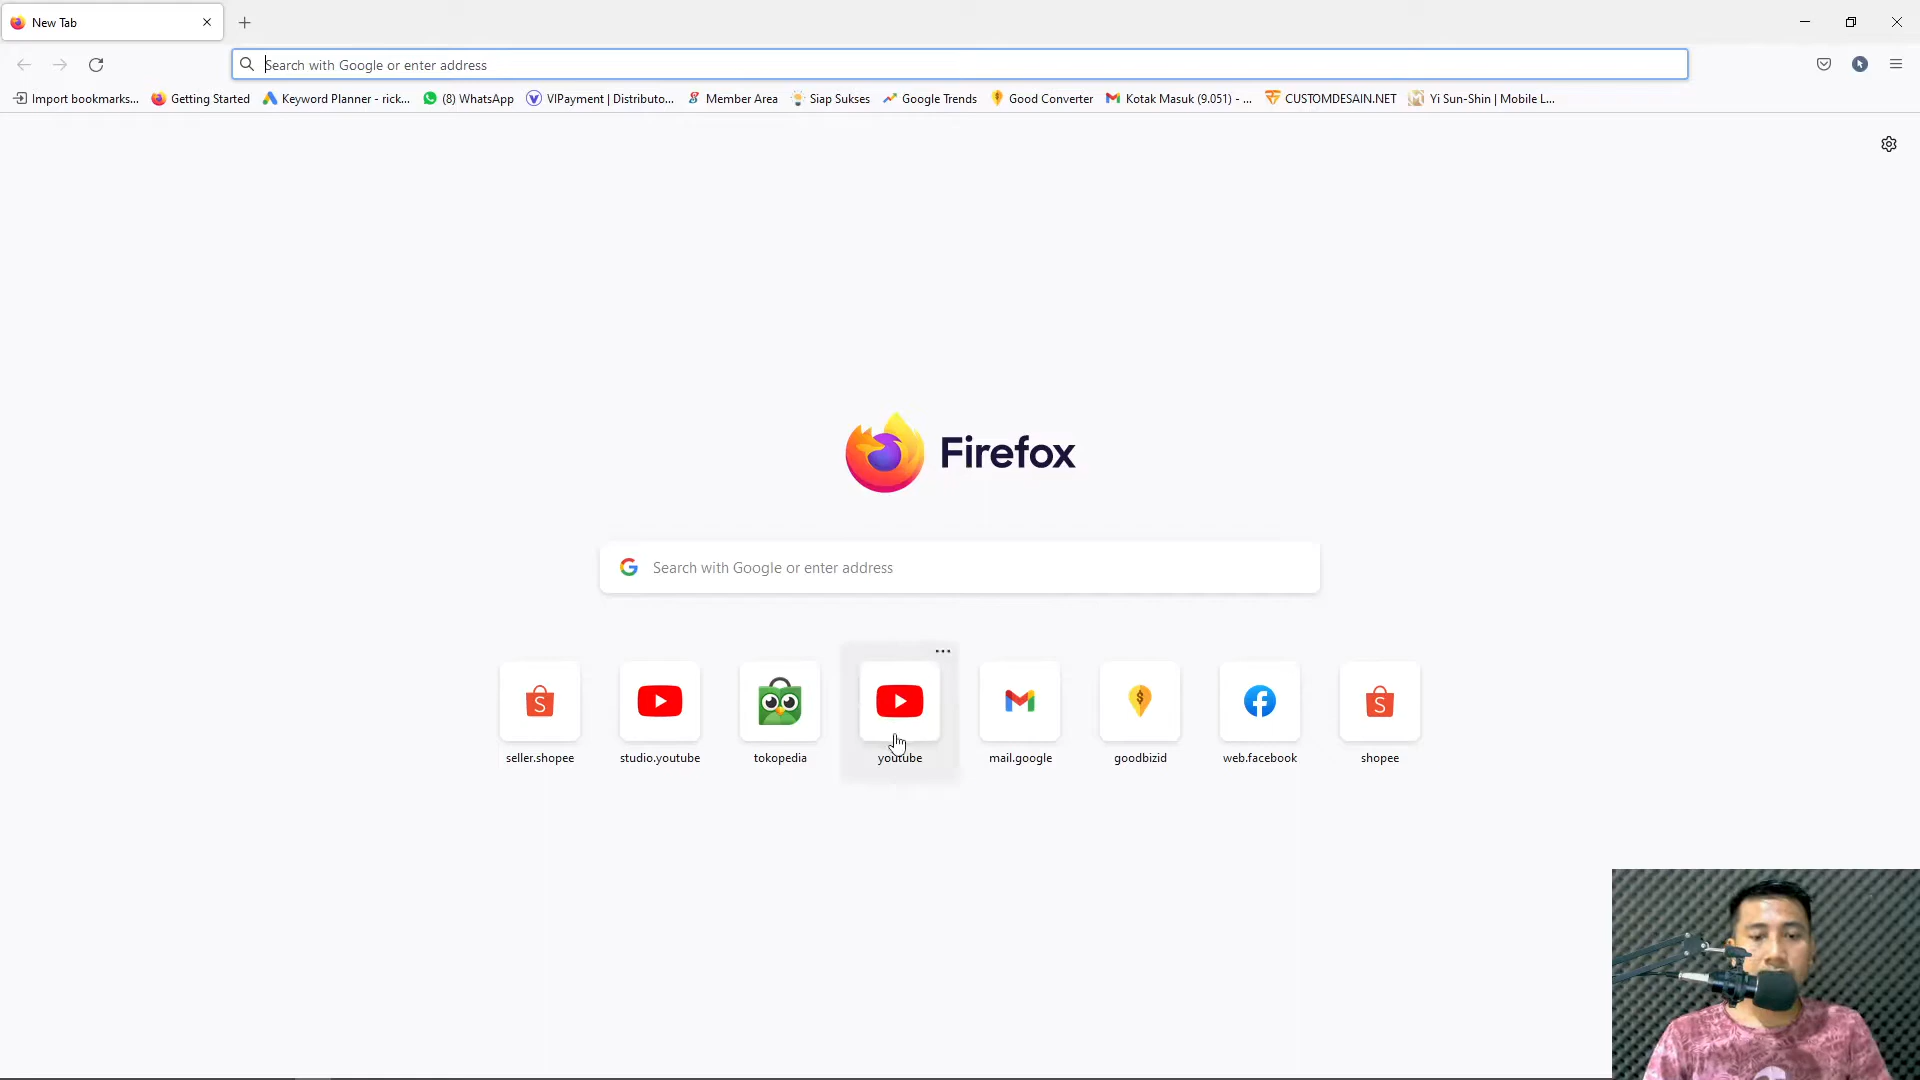 New Tab
Search with Google or enter address
Import bookmarks... Getting Started Keyword Planner - rick... (8) WhatsApp VIPayment | Distributo... Member Area Siap Sukses Google Trends Good Converter Kotak Masuk (9.051) - ... CUSTOMDESAIN.NET Yi Sun-Shin | Mobile L...
Firefox
Search with Google or enter address
seller.shopee studio.youtube tokopedia youtube mail.google goodbizid web.facebook shopee